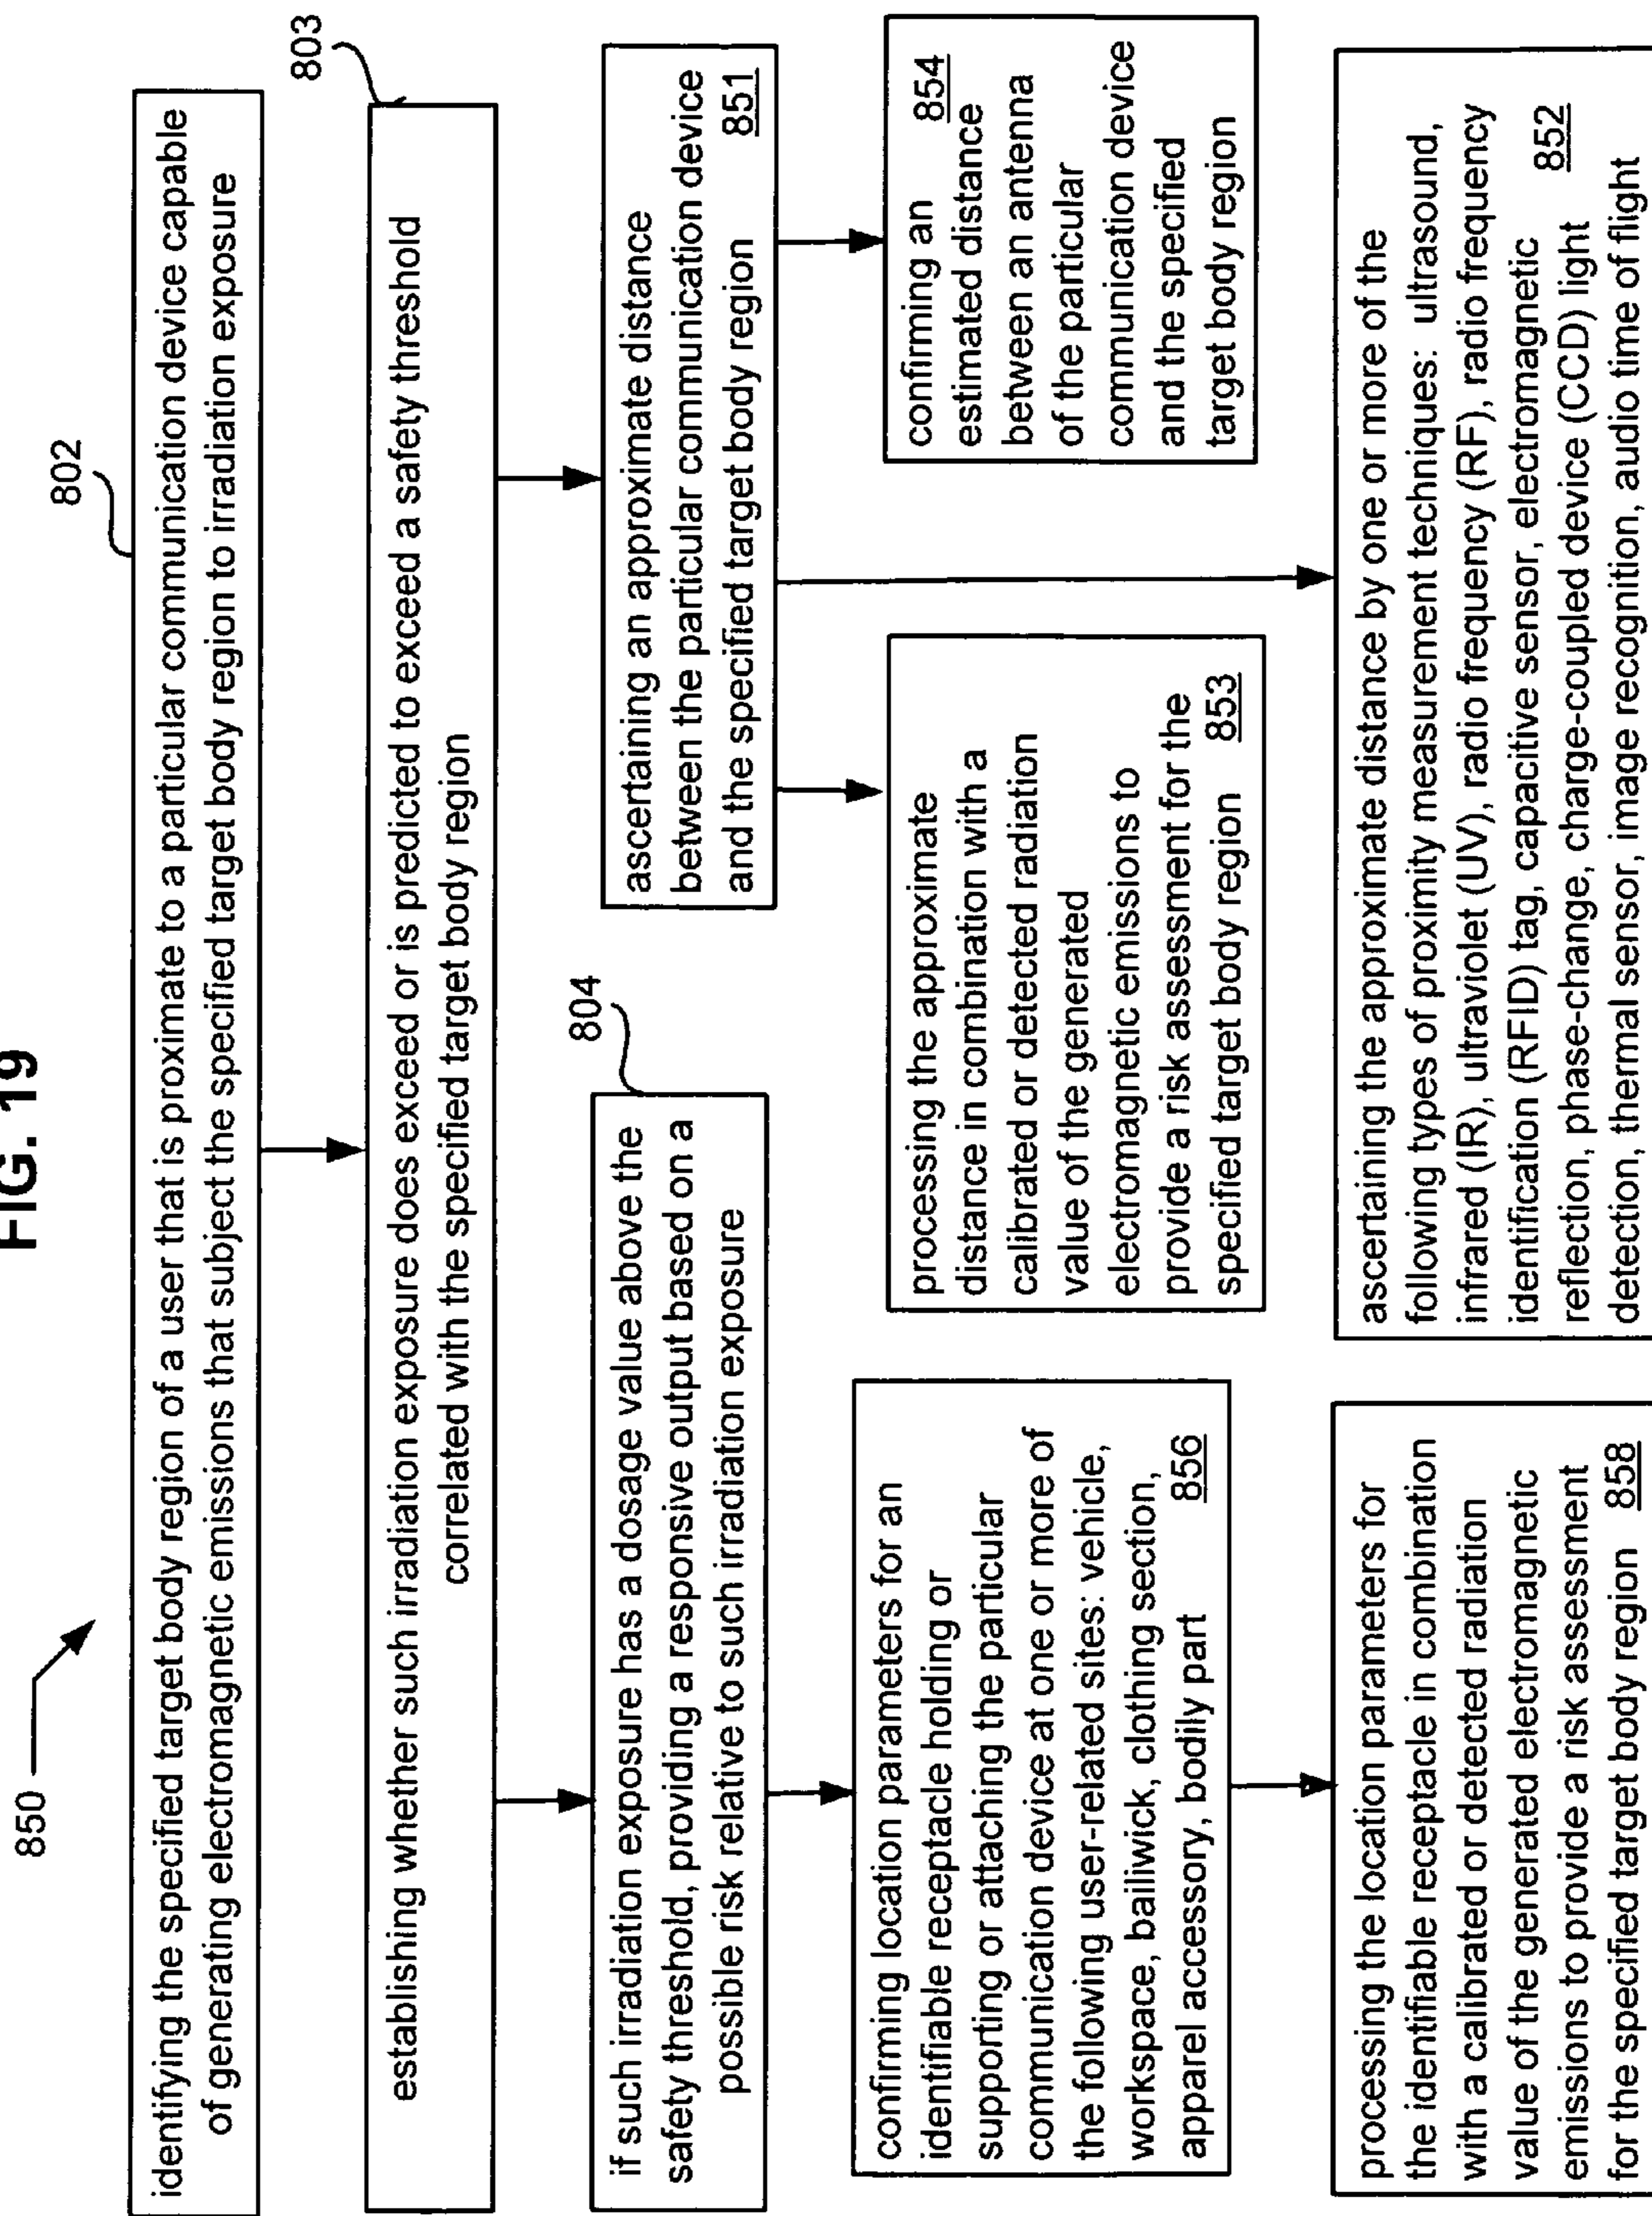 FIG. 19
850
802
identifying the specified target body region of a user that is proximate to a particular communication device capable
of generating electromagnetic emissions that subject the specified target body region to irradiation exposure
803
establishing whether such irradiation exposure does exceed or is predicted to exceed a safety threshold
correlated with the specified target body region
804
if such irradiation exposure has a dosage value above the
safety threshold, providing a responsive output based on a
possible risk relative to such irradiation exposure
ascertaining an approximate distance
between the particular communication device
and the specified target body region 851
confirming location parameters for an
identifiable receptacle holding or
supporting or attaching the particular
communication device at one or more of
the following user-related sites: vehicle,
workspace, bailiwick, clothing section,
apparel accessory, bodily part 856
processing the approximate
distance in combination with a
calibrated or detected radiation
value of the generated
electromagnetic emissions to
provide a risk assessment for the
specified target body region 853
confirming an 854
estimated distance
between an antenna
of the particular
communication device
and the specified
target body region
processing the location parameters for
the identifiable receptacle in combination
with a calibrated or detected radiation
value of the generated electromagnetic
emissions to provide a risk assessment
for the specified target body region 858
ascertaining the approximate distance by one or more of the
following types of proximity measurement techniques: ultrasound,
infrared (IR), ultraviolet (UV), radio frequency (RF), radio frequency
identification (RFID) tag, capacitive sensor, electromagnetic
reflection, phase-change, charge-coupled device (CCD) light 852
detection, thermal sensor, image recognition, audio time of flight